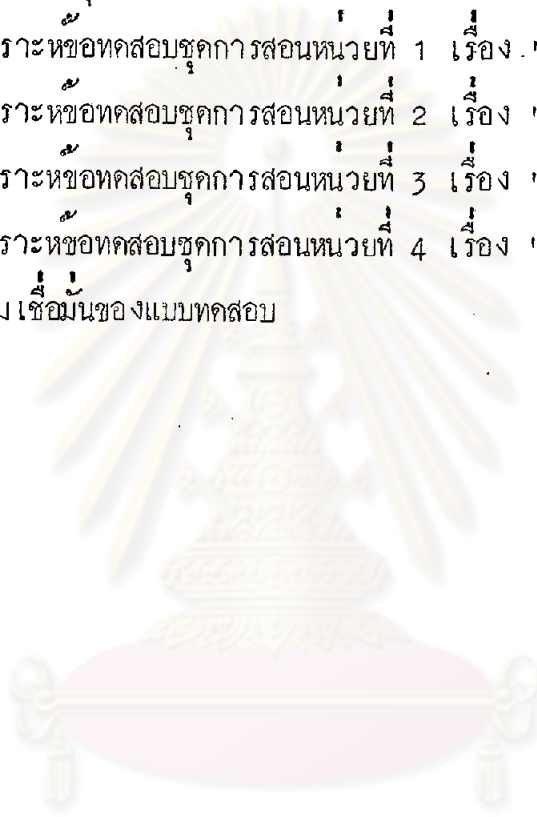 ราะหข้อทดสอบชุดการสอนหน่วยที่ 1 เรื่อง
ราะหข้อทดสอบชุดการสอนหน่วยที่ 2 เรื่อง
ราะหข้อทดสอบชุดการสอนหน่วยที่ 3 เรื่อง
ราะหข้อทดสอบชุดการสอนหน่วยที่ 4 เรื่อง
มเชื่อมั่นของแบบทดสอบ